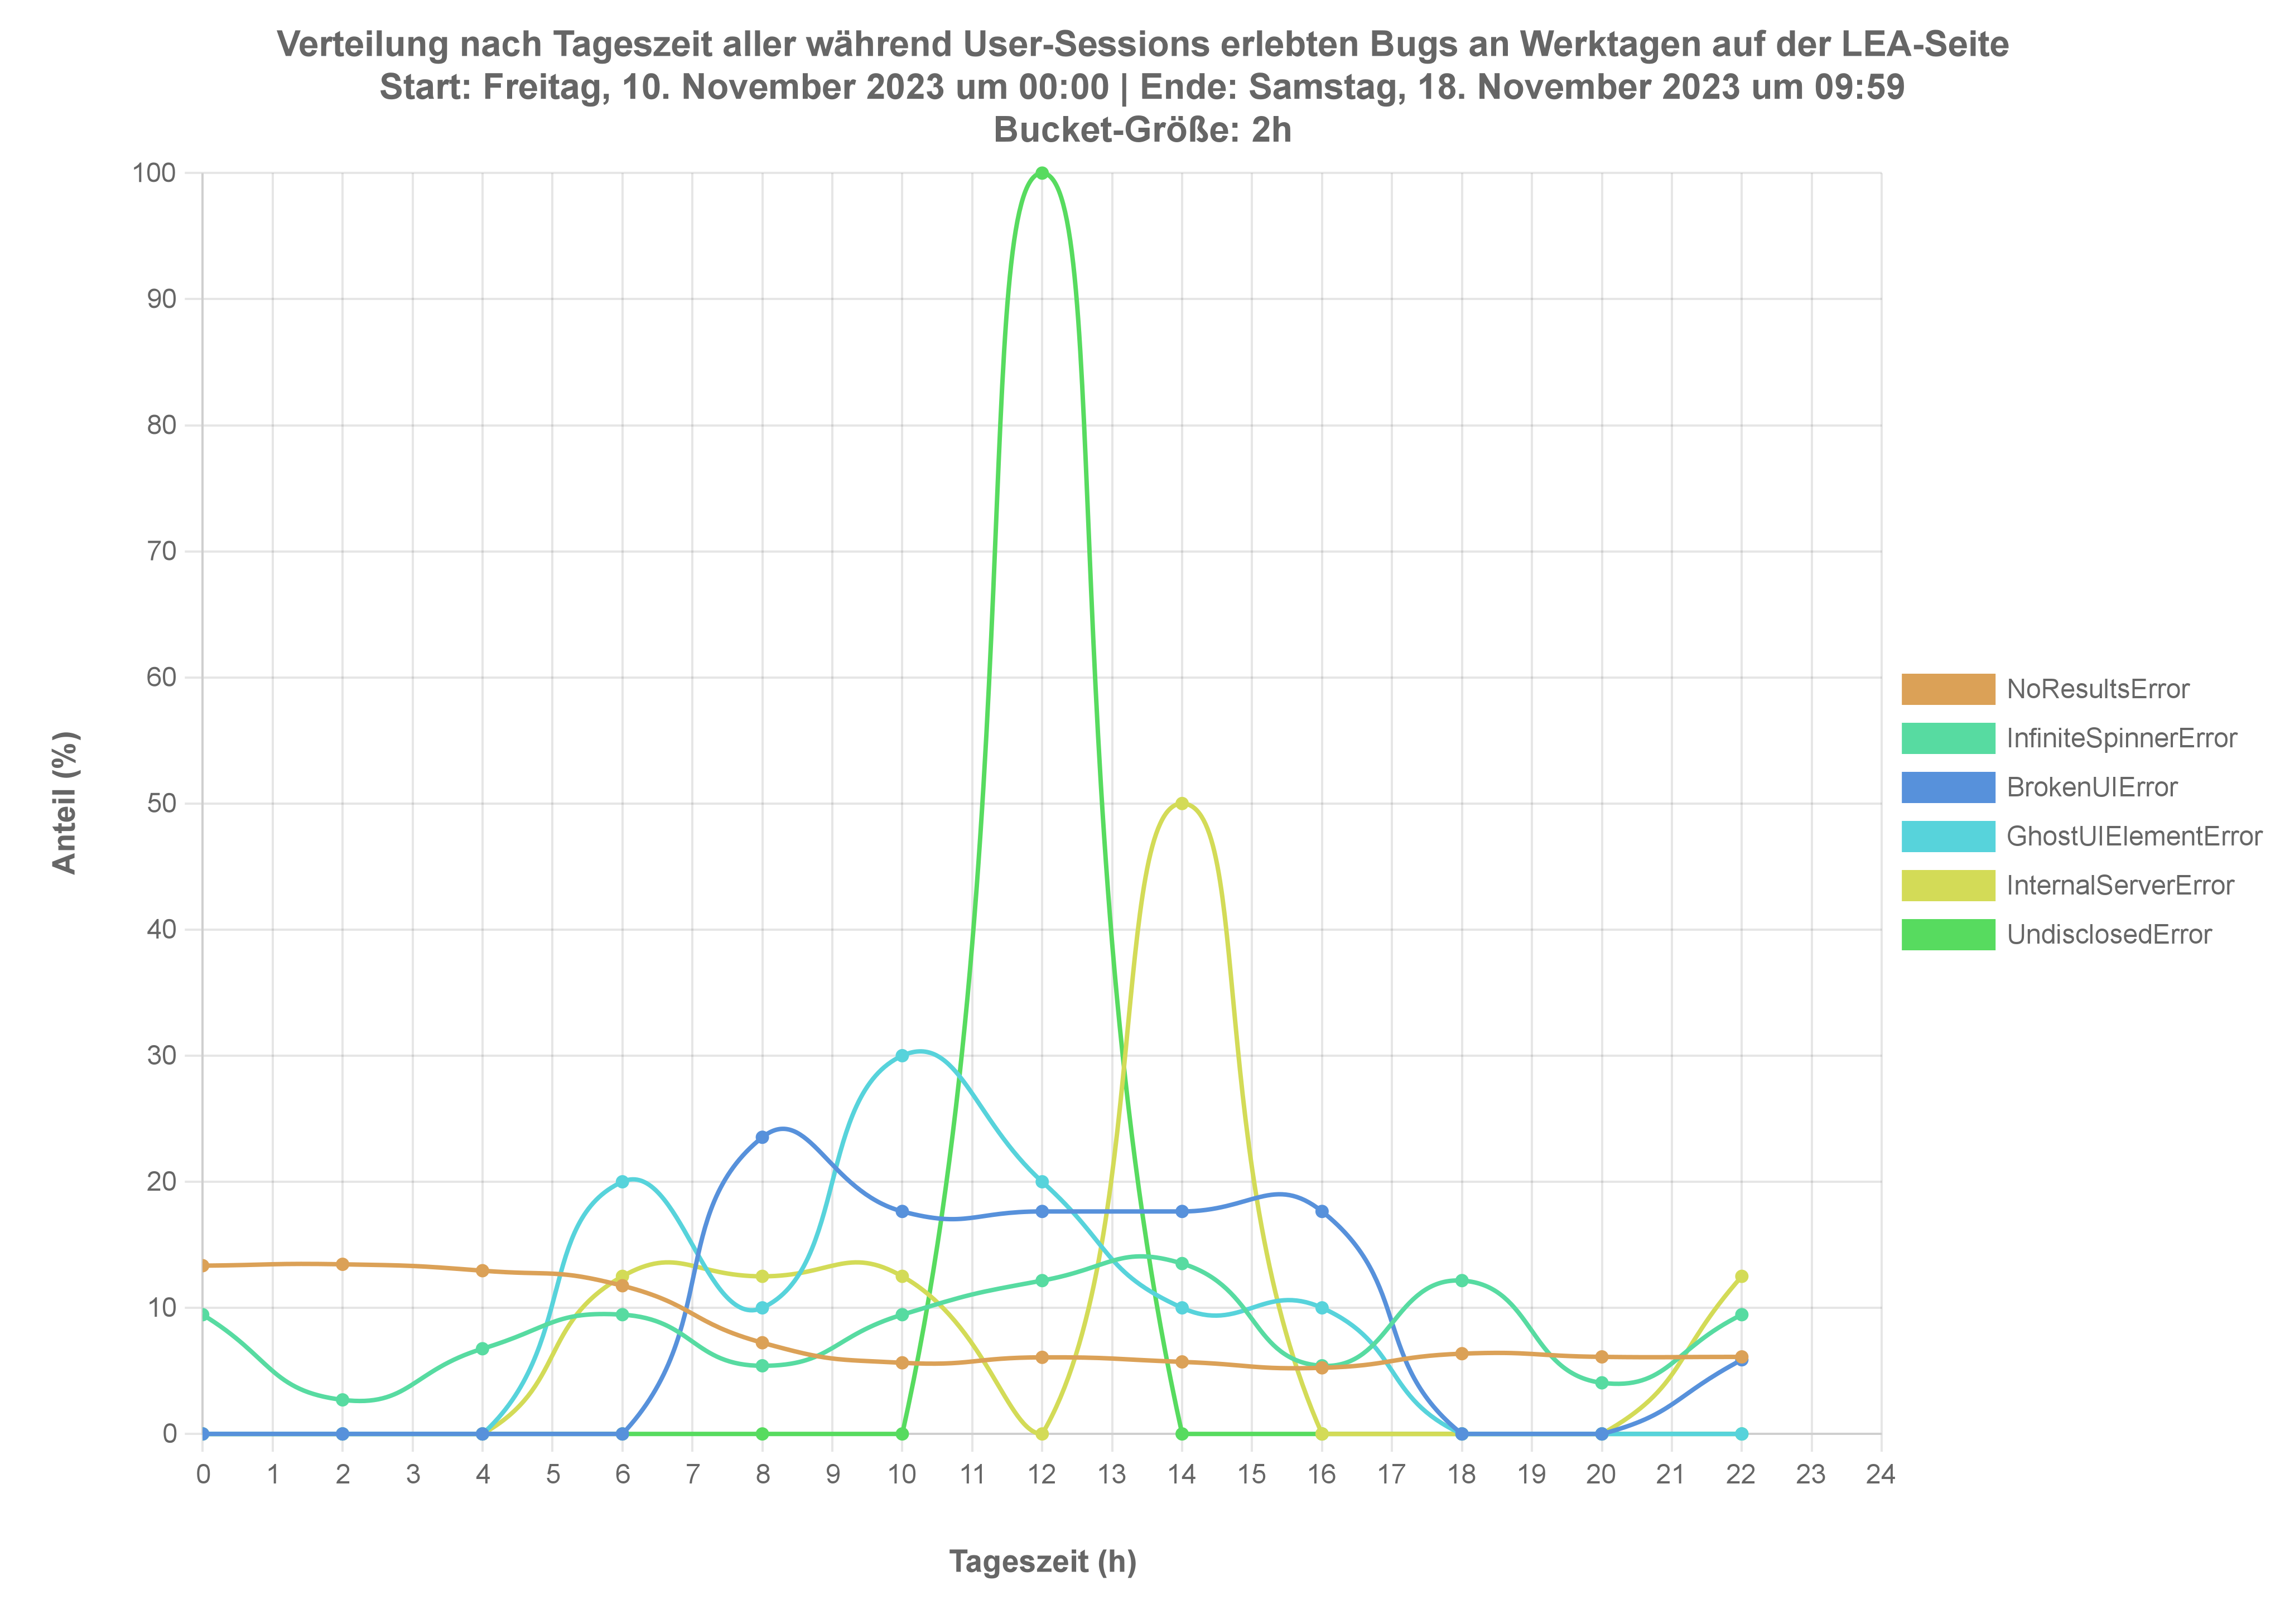 Verteilung nach Tageszeit aller während User-Sessions erlebten Bugs an Werktagen auf der LEA-Seite
Start: Freitag, 10. November 2023 um 00:00 | Ende: Samstag, 18. November 2023 um 09:59
Bucket-Größe: 2h
100
90
80
70
60
50
40
30
20
10
0
Anteil (%)
0 1 2 3 4 5 6 7 8 9 10 11 12 13 14 15 16 17 18 19 20 21 22 23 24
Tageszeit (h)
NoResultsError
InfiniteSpinnerError
BrokenUIError
GhostUIElementError
InternalServerError
UndisclosedError